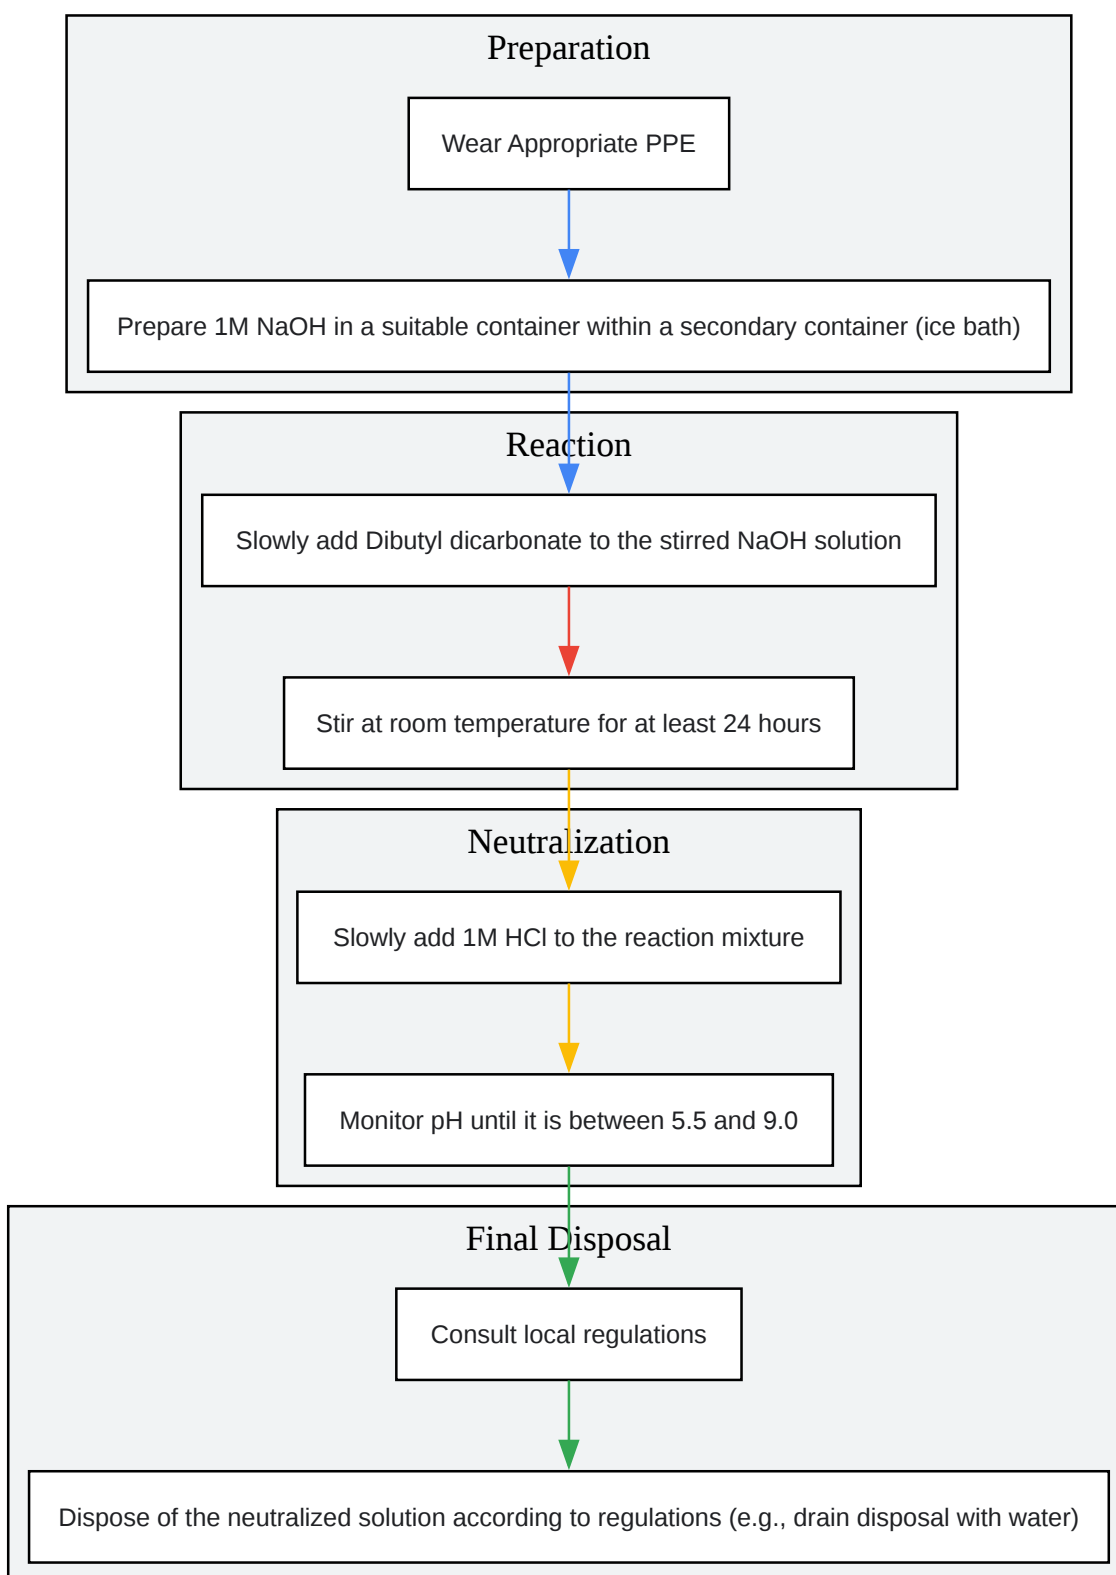 Preparation
Wear Appropriate PPE
Prepare 1M NaOH in a suitable container within a secondary container (ice bath)
Reaction
Slowly add Dibutyl dicarbonate to the stirred NaOH solution
Stir at room temperature for at least 24 hours
Neutralization
Slowly add 1M HCl to the reaction mixture
Monitor pH until it is between 5.5 and 9.0
Final Disposal
Consult local regulations
Dispose of the neutralized solution according to regulations (e.g., drain disposal with water)